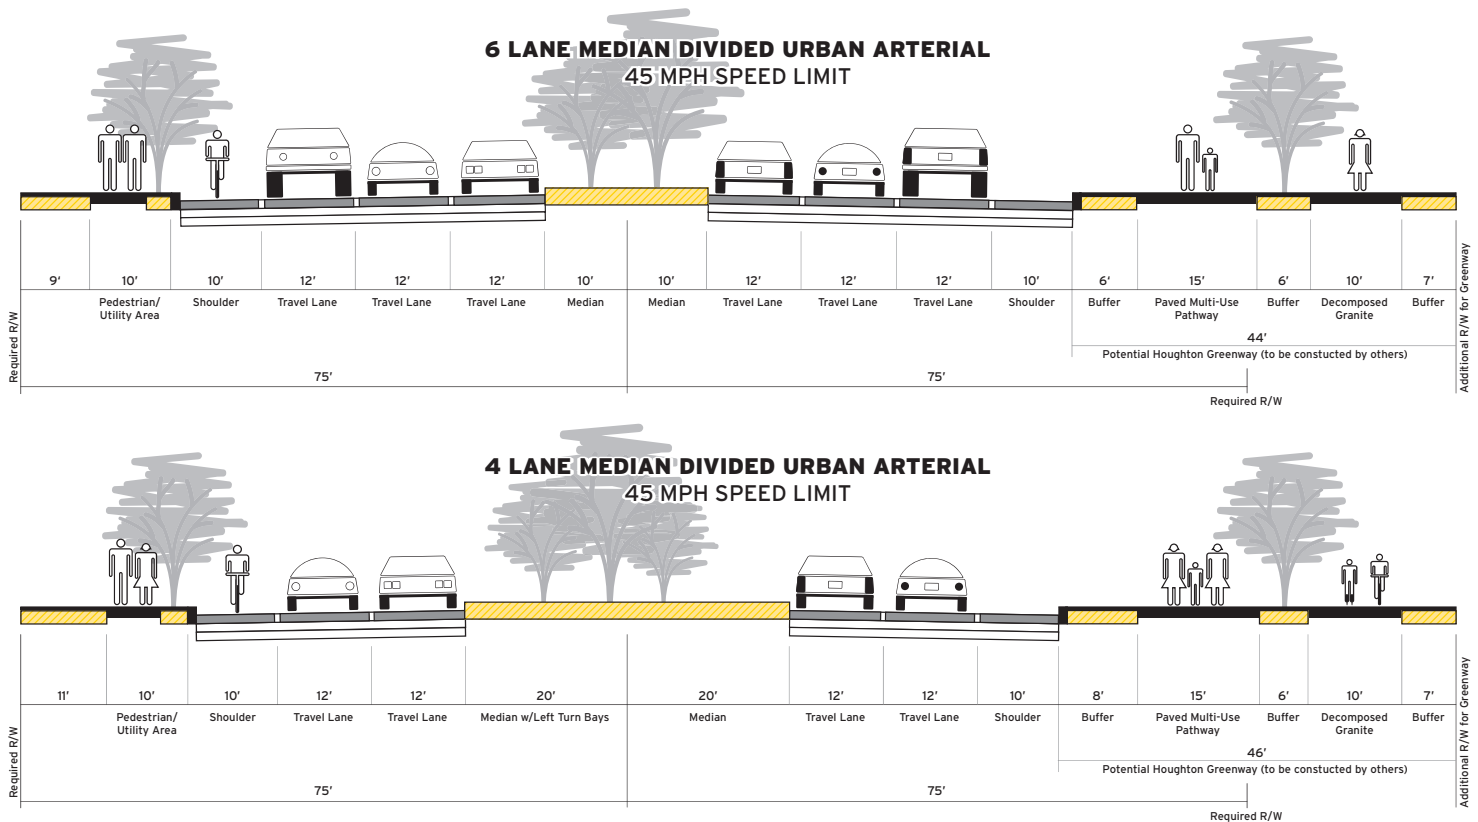 6 LANE MEDIAN DIVIDED URBAN ARTERIAL
45 MPH SPEED LIMIT
9’ 10’ 10’ 12’ 12’ 12’ 10’ 10’ 12’ 12’ 12’ 10’ 6’ 15’ 6’ 10’ 7’
Pedestrian/ Shoulder Travel Lane Travel Lane Travel Lane Median Median Travel Lane Travel Lane Travel Lane Shoulder Buffer Paved Multi-Use Buffer Decomposed Buffer
Utility Area Pathway Granite
44’
Potential Houghton Greenway (to be constucted by others)
75’ 75’
Required R/W
Required R/W
Additional R/W for Greenway
4 LANE MEDIAN DIVIDED URBAN ARTERIAL
45 MPH SPEED LIMIT
11’ 10’ 10’ 12’ 12’ 20’ 20’ 12’ 12’ 10’ 8’ 15’ 6’ 10’ 7’
Pedestrian/ Shoulder Travel Lane Travel Lane Median w/Left Turn Bays Median Travel Lane Travel Lane Shoulder Buffer Paved Multi-Use Buffer Decomposed Buffer
Utility Area Pathway Granite
46’
Potential Houghton Greenway (to be constucted by others)
75’ 75’
Required R/W
Required R/W
Additional R/W for Greenway